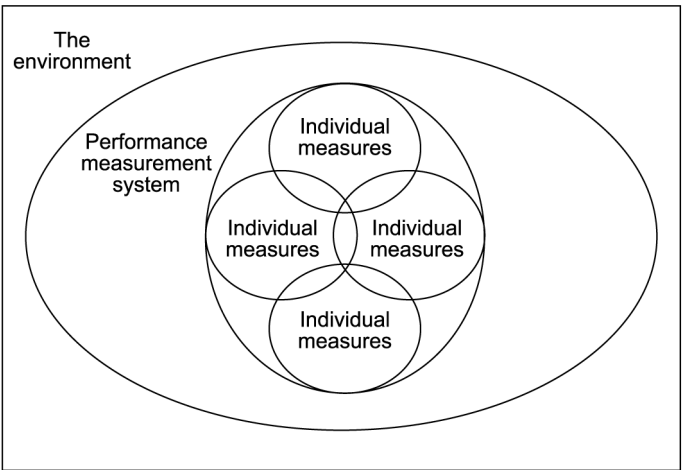 The
environment
Performance
measurement
system
Individual
measures
Individual
measures
Individual
measures
Individual
measures